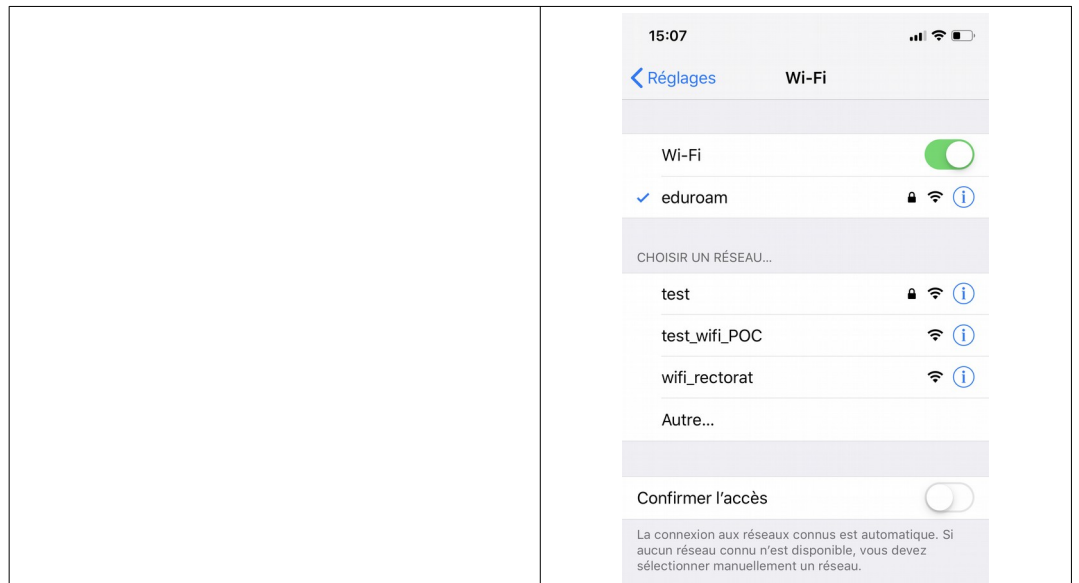 15:07
Réglages Wi-Fi
Wi-Fi
eduroam
CHOISIR UN RÉSEAU...
test
test_wifi_POC
wifi_rectorat
Autre...
Confirmer l'accès
La connexion aux réseaux connus est automatique. Si
aucun réseau connu n'est disponible, vous devez
sélectionner manuellement un réseau.